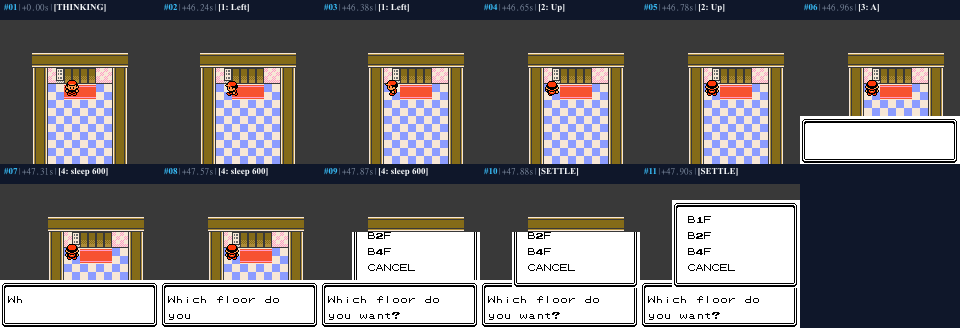 #01|+0.00s| [THINKING]
#02|+46.24s| [1: Left]
#03|+46.38s| [1: Left]
#04|+46.65s| [2: Up]
#05|+46.78s| [2: Up]
#06|+46.96s| [3: A]
#07|+47.31s| [4: sleep 600]
Wh
#08|+47.57s| [4: sleep 600]
Which floor do
you
#09|+47.87s| [4: sleep 600]
B2F
B4F
CANCEL
Which floor do
you want?
#10|+47.88s| [SETTLE]
B2F
B4F
CANCEL
Which floor do
you want?
#11|+47.90s| [SETTLE]
B1F
B2F
B4F
CANCEL
Which floor do
you want?